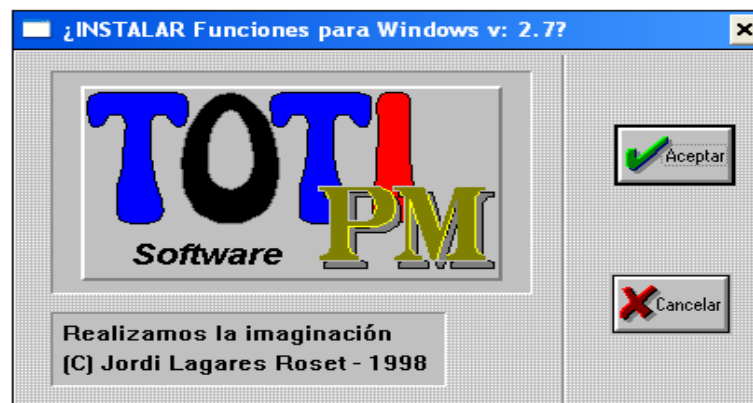 ¿INSTALAR Funciones para Windows v: 2.7?
TOTI
PM
Software
Aceptar
Cancelar
Realizamos la imaginación
(C) Jordi Lagares Roset - 1998